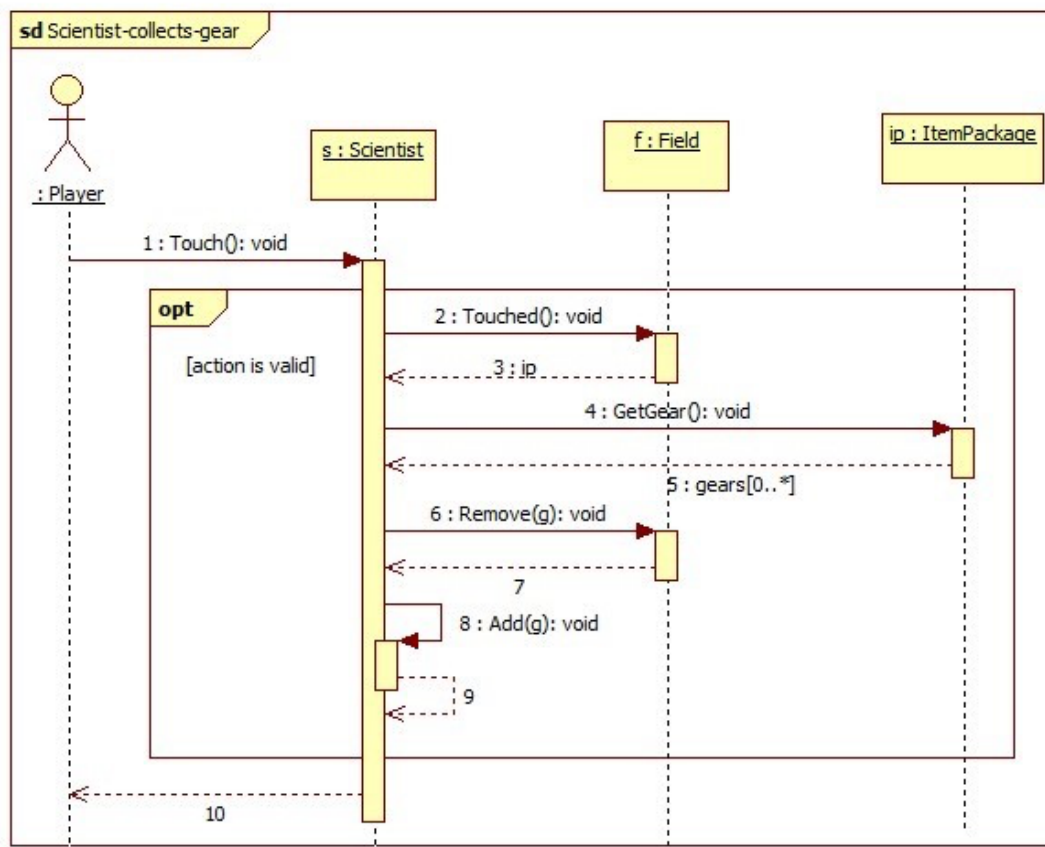 sd Scientist-collects-gear
: Player
s : Scientist
f : Field
ip : ItemPackage
1 : Touch(): void
opt
[action is valid]
2 : Touched(): void
3 : ip
4 : GetGear(): void
5 : gears[0..*]
6 : Remove(g): void
7
8 : Add(g): void
9
10